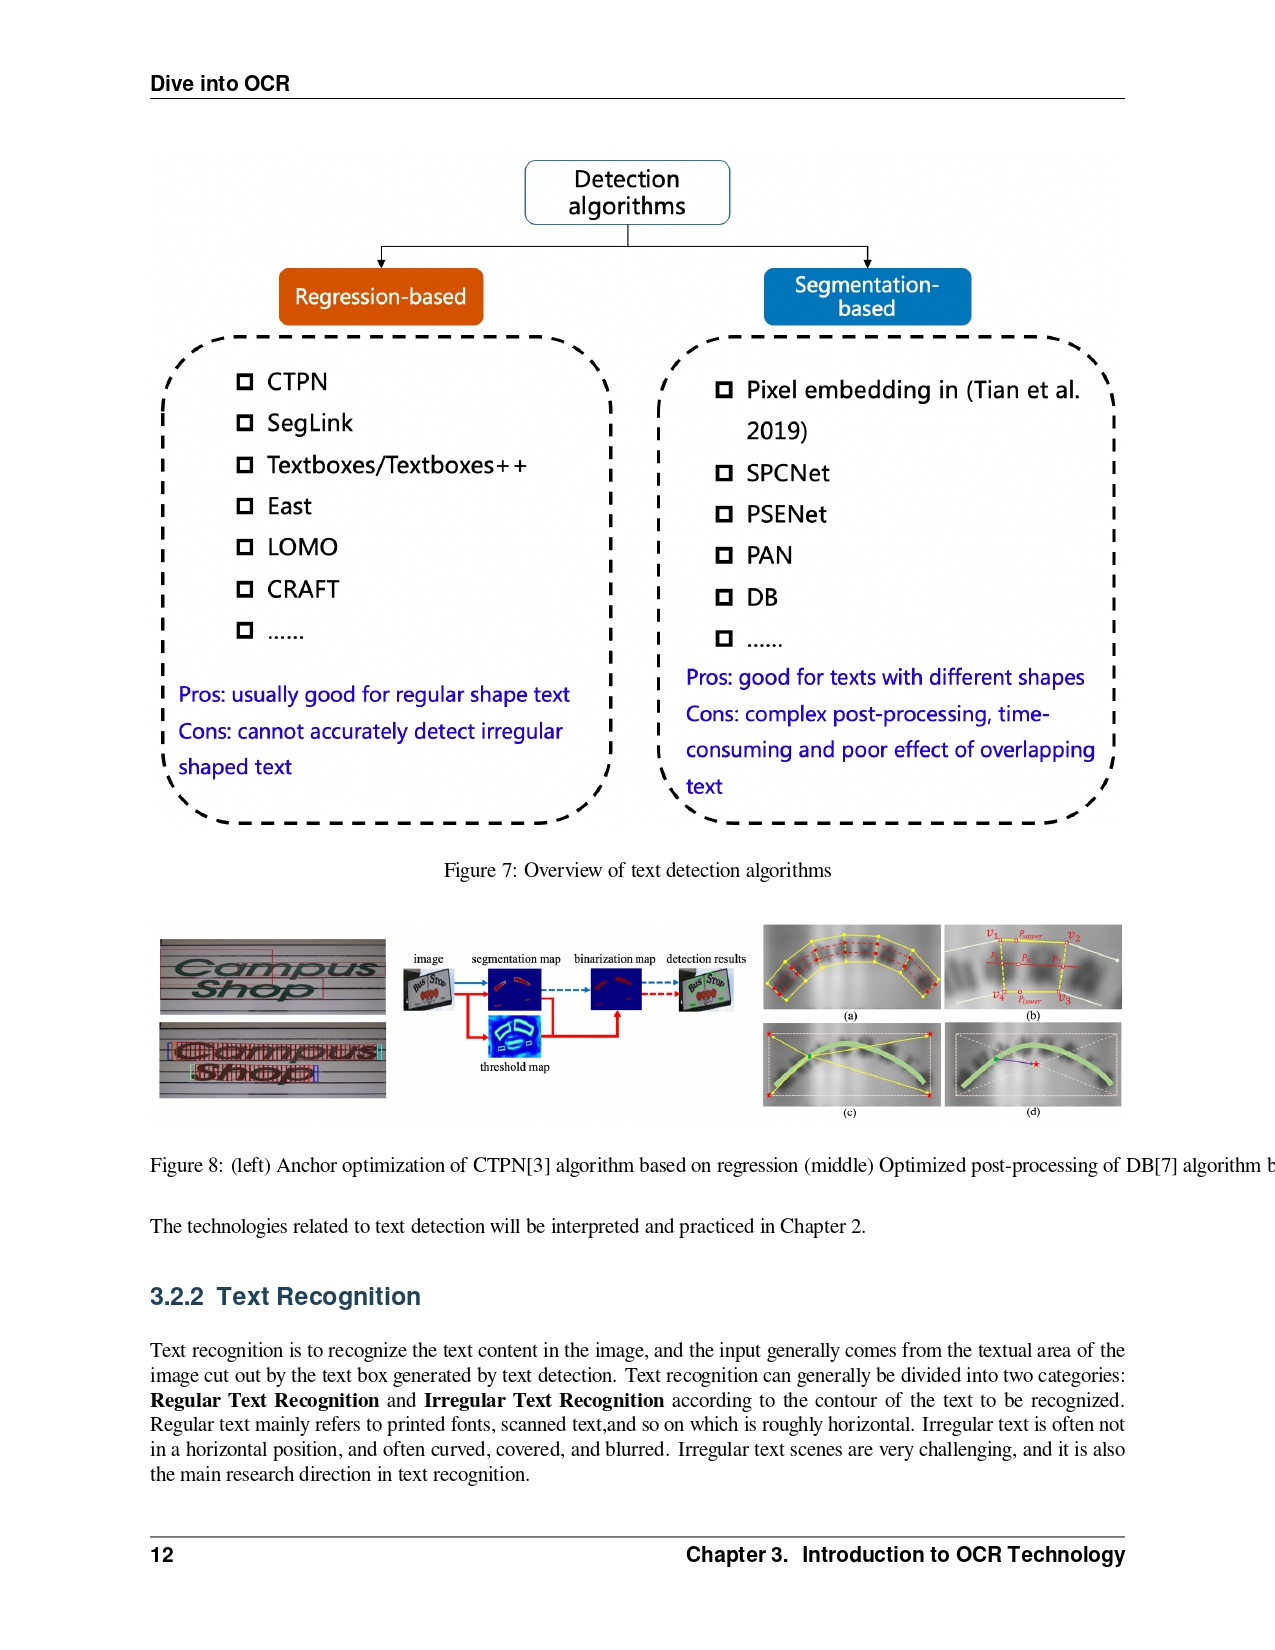 Dive into OCR
Detection
algorithms
Regression-based
Segmentation-
based
CTPN
SegLink
Textboxes/Textboxes++
East
LOMO
CRAFT
......
Pros: usually good for regular shape text
Cons: cannot accurately detect irregular
shaped text
Pixel embedding in (Tian et al.
2019)
SPCNet
PSENet
PAN
DB
......
Pros: good for texts with different shapes
Cons: complex post-processing, time-
consuming and poor effect of overlapping
text
Figure 7: Overview of text detection algorithms
Campus
Shop
Campus
Shop
image
segmentation map
binarization map
detection results
BUS STOP
BUS STOP
threshold map
(a)
V1
Pupper
V2
V4
Plower
V3
(b)
(c)
(d)
Figure 8: (left) Anchor optimization of CTPN[3] algorithm based on regression (middle) Optimized post-processing of DB[7] algorithm b
The technologies related to text detection will be interpreted and practiced in Chapter 2.
3.2.2 Text Recognition
Text recognition is to recognize the text content in the image, and the input generally comes from the textual area of the
image cut out by the text box generated by text detection. Text recognition can generally be divided into two categories:
Regular Text Recognition and Irregular Text Recognition according to the contour of the text to be recognized.
Regular text mainly refers to printed fonts, scanned text,and so on which is roughly horizontal. Irregular text is often not
in a horizontal position, and often curved, covered, and blurred. Irregular text scenes are very challenging, and it is also
the main research direction in text recognition.
12
Chapter 3. Introduction to OCR Technology